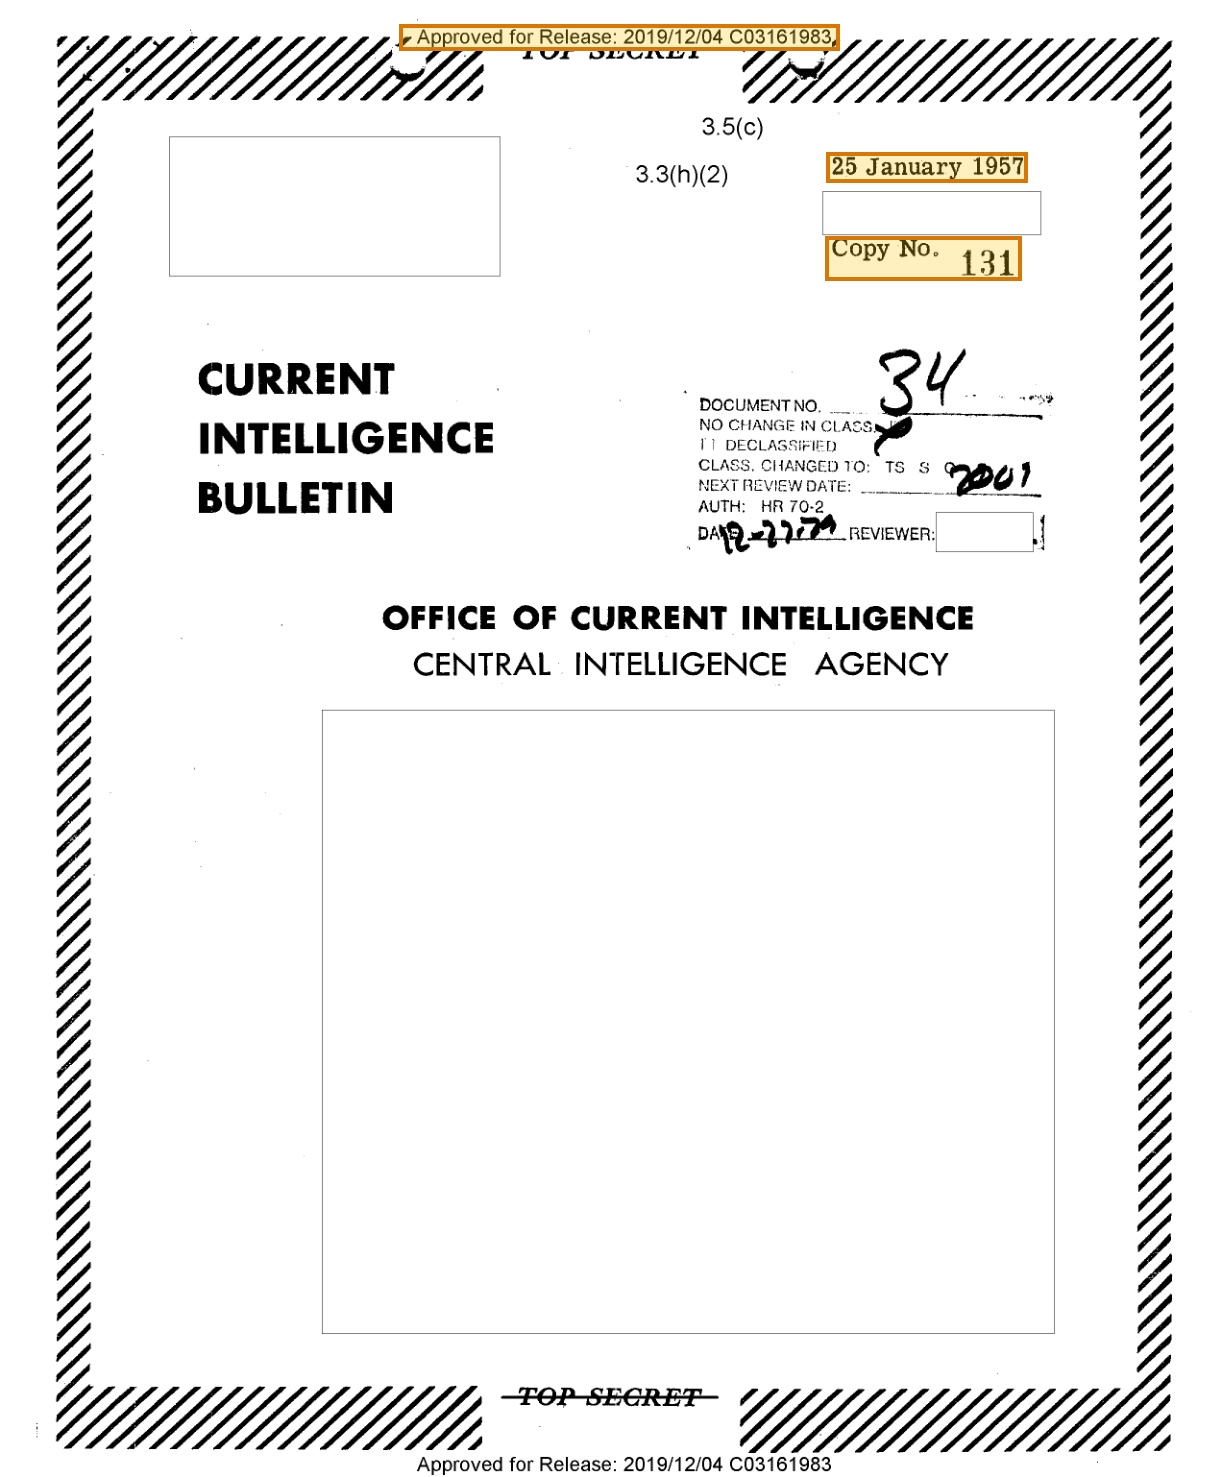 Approved for Release: 2019/12/04 C03161983
TOP SECRET
3.5(c)
3.3(h)(2)
25 January 1957
Copy No. 131
CURRENT
INTELLIGENCE
BULLETIN
DOCUMENT NO. 34
NO CHANGE IN CLASS.
DECLASSIFIED
CLASS. CHANGED TO: TS S
NEXT REVIEW DATE: 2001
AUTH: HR 70-2
REVIEWER:
OFFICE OF CURRENT INTELLIGENCE
CENTRAL INTELLIGENCE AGENCY
TOP SECRET
Approved for Release: 2019/12/04 C03161983